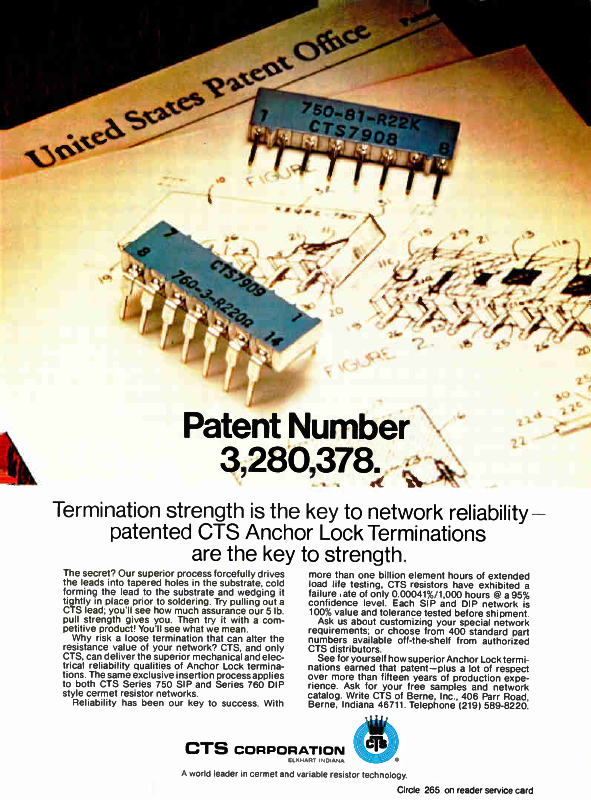 United States Patent Office
750-81-R22K
1 CTS7908 8
FIGURE
7 CTS7909 1
8 760-3-R220Ω 14
FIGURE 2.
Patent Number
3,280,378.
Termination strength is the key to network reliability—
patented CTS Anchor Lock Terminations
are the key to strength.
The secret? Our superior process forcefully drives
the leads into tapered holes in the substrate, cold
forming the lead to the substrate and wedging it
tightly in place prior to soldering. Try pulling out a
CTS lead; you'll see how much assurance our 5 lb.
pull strength gives you. Then try it with a com-
petitive product! You'll see what we mean.
Why risk a loose termination that can alter the
resistance value of your network? CTS, and only
CTS, can deliver the superior mechanical and elec-
trical reliability qualities of Anchor Lock termina-
tions. The same exclusive insertion process applies
to both CTS Series 750 SIP and Series 760 DIP
style cermet resistor networks.
Reliability has been our key to success. With
more than one billion element hours of extended
load life testing, CTS resistors have exhibited a
failure rate of only 0.00041%/1,000 hours @ a 95%
confidence level. Each SIP and DIP network is
100% value and tolerance tested before shipment.
Ask us about customizing your special network
requirements; or choose from 400 standard part
numbers available off-the-shelf from authorized
CTS distributors.
See for yourself how superior Anchor Lock termi-
nations earned that patent—plus a lot of respect
over more than fifteen years of production expe-
rience. Ask for your free samples and network
catalog. Write CTS of Berne, Inc., 406 Parr Road,
Berne, Indiana 46711. Telephone (219) 589-8220.
CTS CORPORATION
ELKHART INDIANA
CTS
®
A world leader in cermet and variable resistor technology.
Circle 265 on reader service card